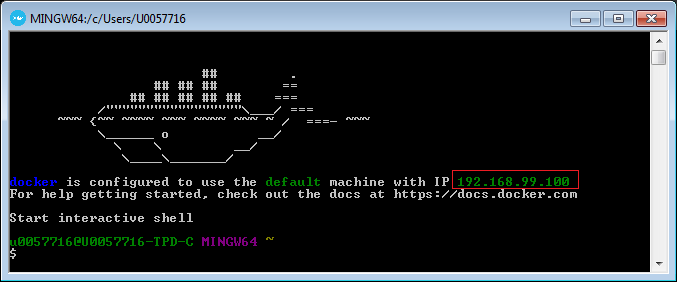 MINGW64:/c/Users/U0057716
                        ##         .
                  ## ## ##        ==
               ## ## ## ## ##    ===
           /"""""""""""""""""\___/ ===
      ~~~ {~~ ~~~~ ~~~ ~~~~ ~~~ ~ /  ===- ~~~
           \______ o           __/
             \    \         __/
              \____\_______/
docker is configured to use the default machine with IP 192.168.99.100
For help getting started, check out the docs at https://docs.docker.com
Start interactive shell
u0057716@U0057716-TPD-C MINGW64 ~
$